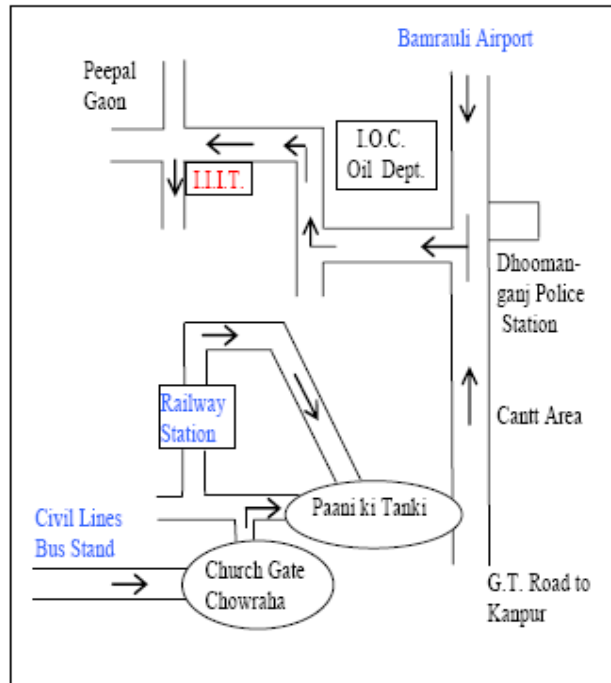 Bamrauli Airport
Peepal
Gaon
I.O.C.
Oil Dept.
I.I.I.T.
Dhooman-
ganj Police
Station
Railway
Station
Cantt Area
Paani ki Tanki
Civil Lines
Bus Stand
Church Gate
Chowraha
G.T. Road to
Kanpur